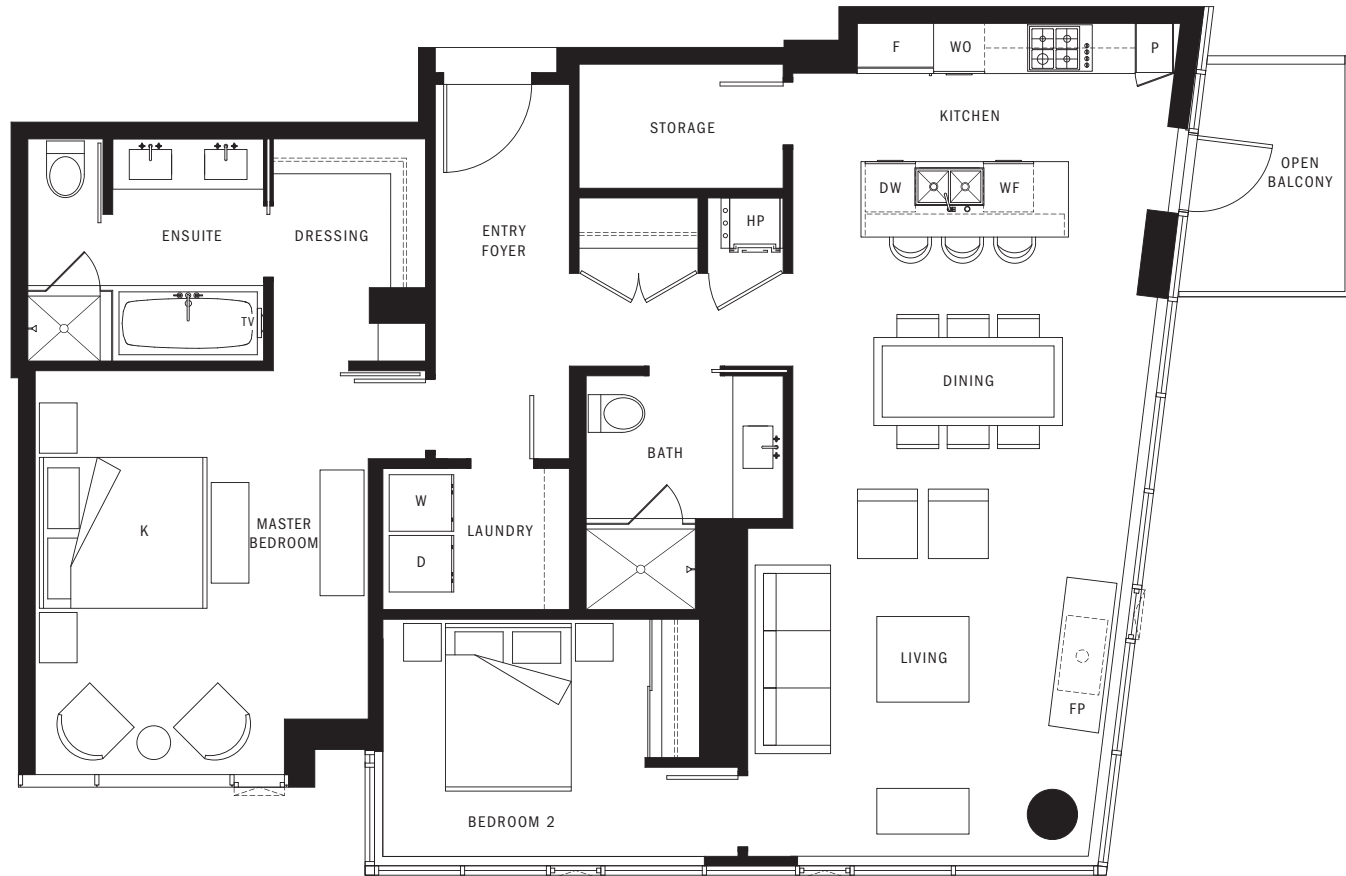 F
WO
P
KITCHEN
STORAGE
OPEN
BALCONY
DW
WF
HP
ENSUITE
DRESSING
ENTRY
FOYER
TV
DINING
BATH
W
D
LAUNDRY
K
MASTER
BEDROOM
LIVING
FP
BEDROOM 2